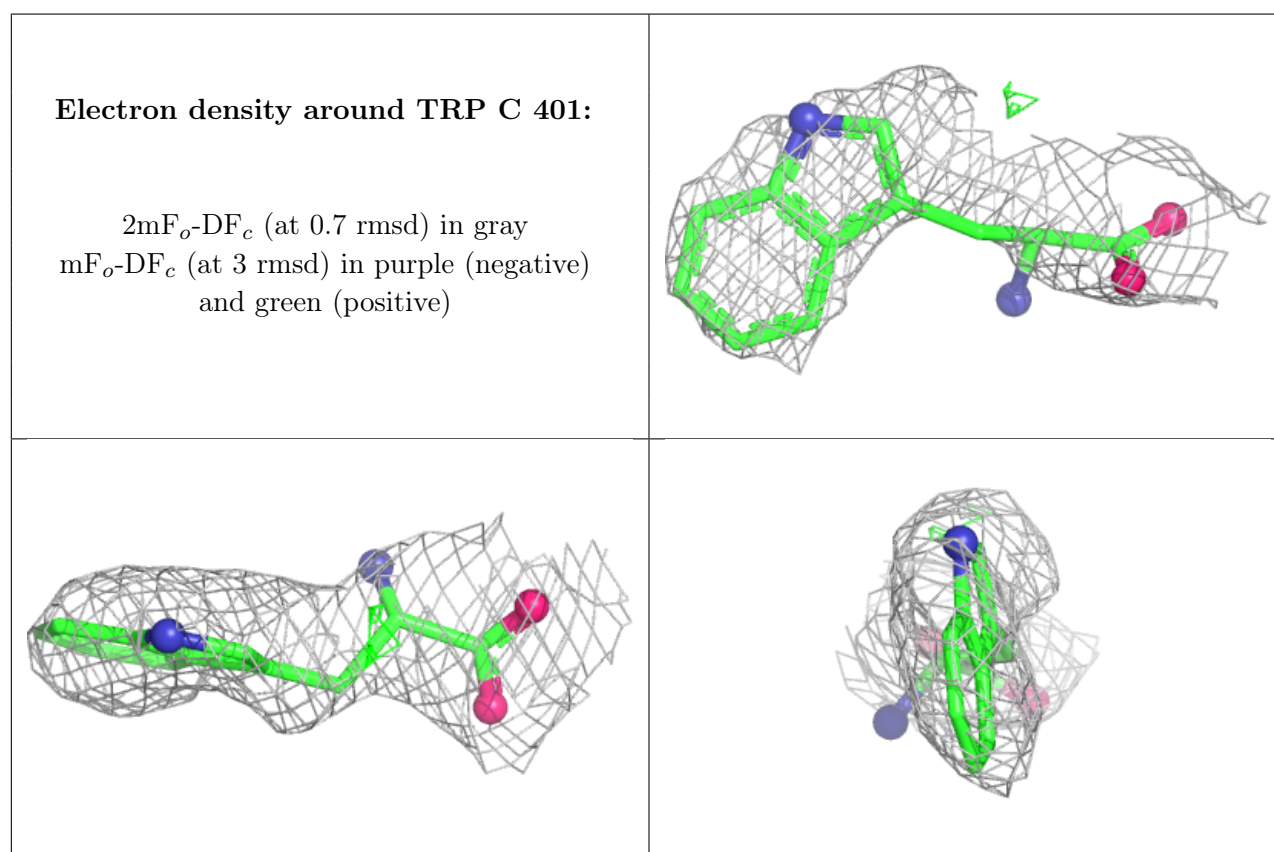 Electron density around TRP C 401:
2mFₒ-DF𝒸 (at 0.7 rmsd) in gray
mFₒ-DF𝒸 (at 3 rmsd) in purple (negative)
and green (positive)